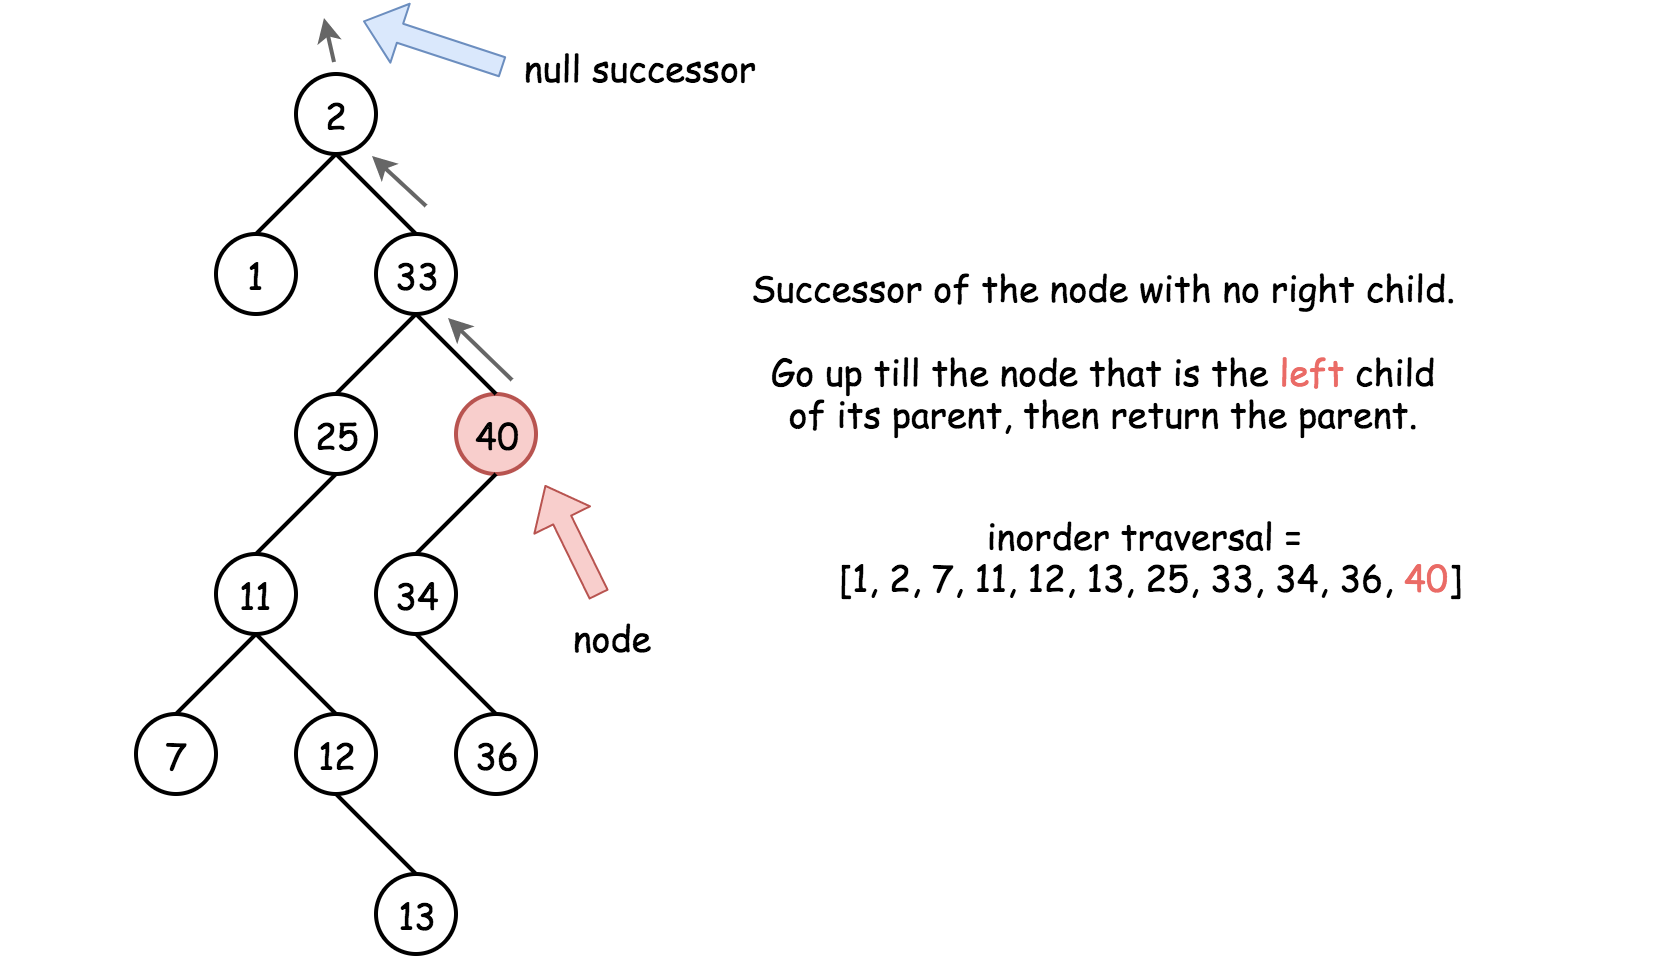 null successor
2
1
33
25
40
11
34
node
7
12
36
13
Successor of the node with no right child.
Go up till the node that is the left child
of its parent, then return the parent.
inorder traversal =
[1, 2, 7, 11, 12, 13, 25, 33, 34, 36, 40]